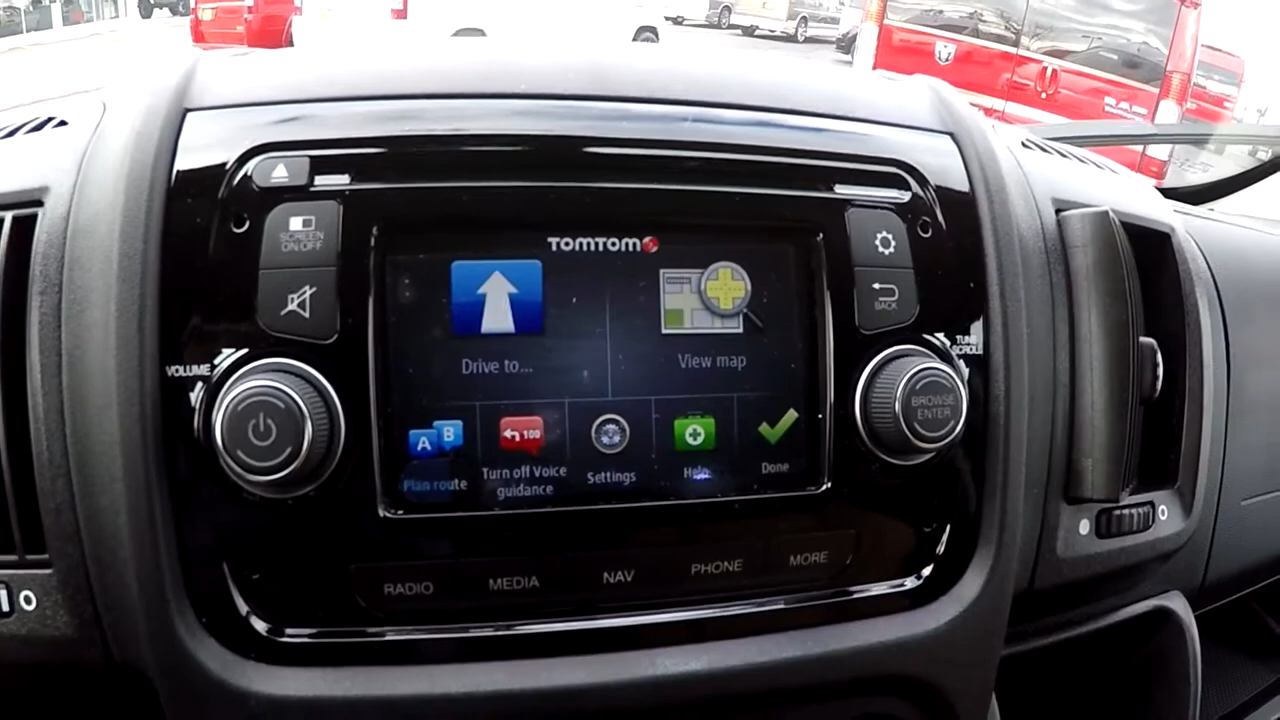 RAM
SCREEN
ON OFF
TOMTOM
BACK
VOLUME
TUNE
SCROLL
Drive to...
View map
BROWSE
ENTER
A B
100
Plan route
Turn off Voice
guidance
Settings
Help
Done
RADIO
MEDIA
NAV
PHONE
MORE